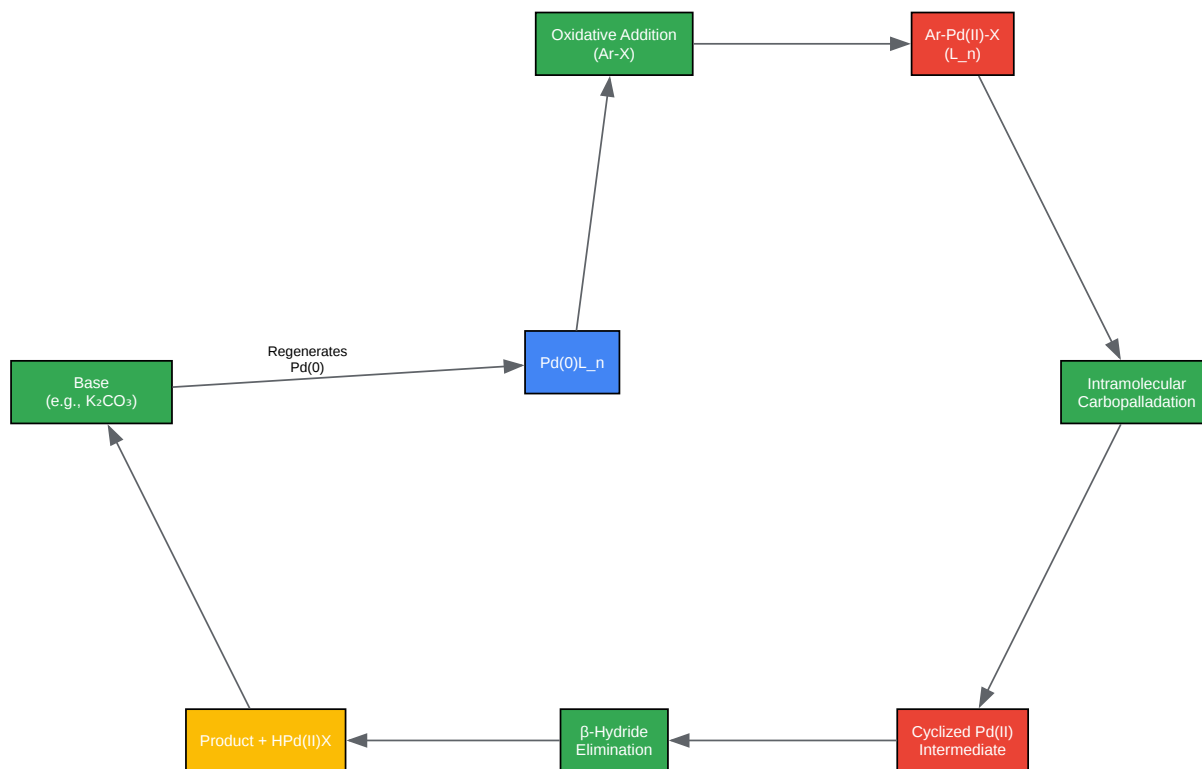 Oxidative Addition
(Ar-X)
Ar-Pd(II)-X
(L_n)
Regenerates
Pd(0)
Pd(0)L_n
Base
(e.g., K₂CO₃)
Intramolecular
Carbopalladation
Product + HPd(II)X
β-Hydride
Elimination
Cyclized Pd(II)
Intermediate